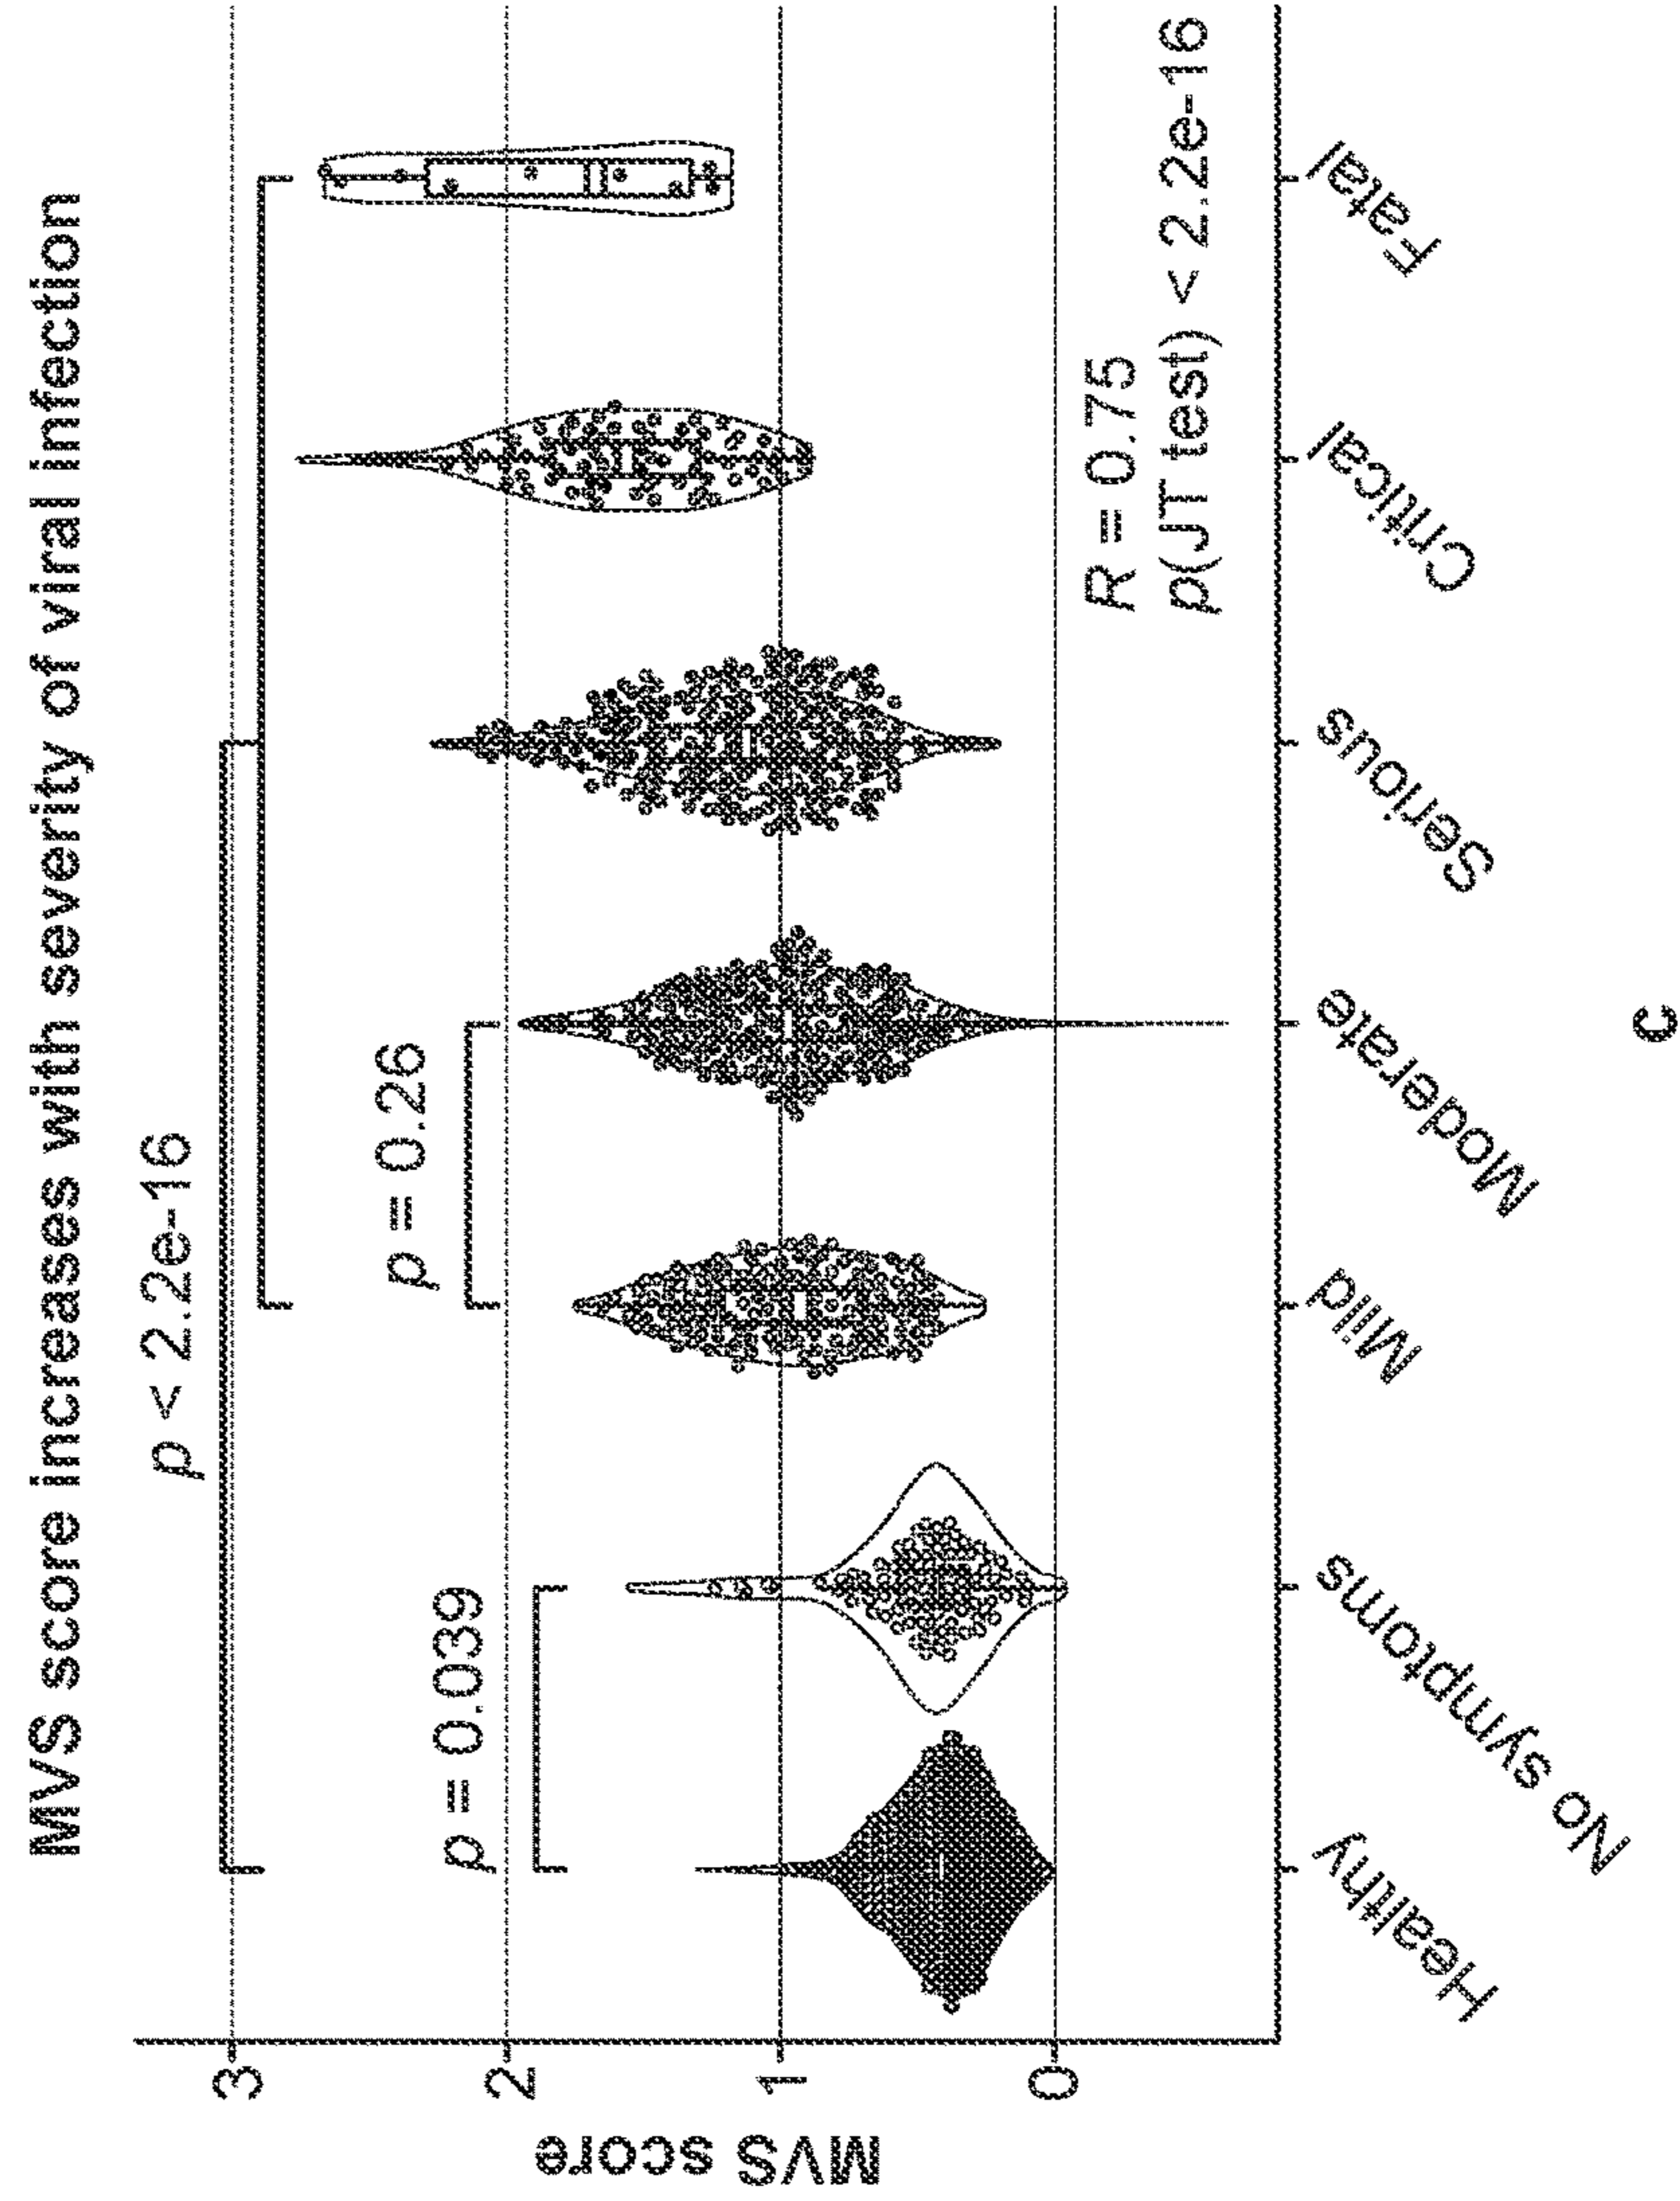 MVS score increases with severity of viral infection
p < 2.2e-16
p = 0.26
p = 0.039
3
2
1
0
MVS score
R = 0.75
p(JT test) < 2.2e-16
Healthy
No symptoms
Mild
Moderate
Serious
Critical
Fatal
c